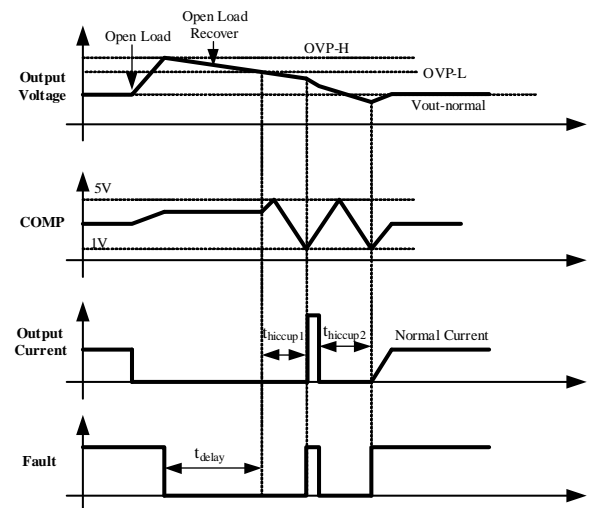 Open Load
Open Load
Recover
OVP-H
OVP-L
Output
Voltage
Vout-normal
5V
COMP
1V
Output
Current
thiccup1
thiccup2
Normal Current
Fault
tdelay